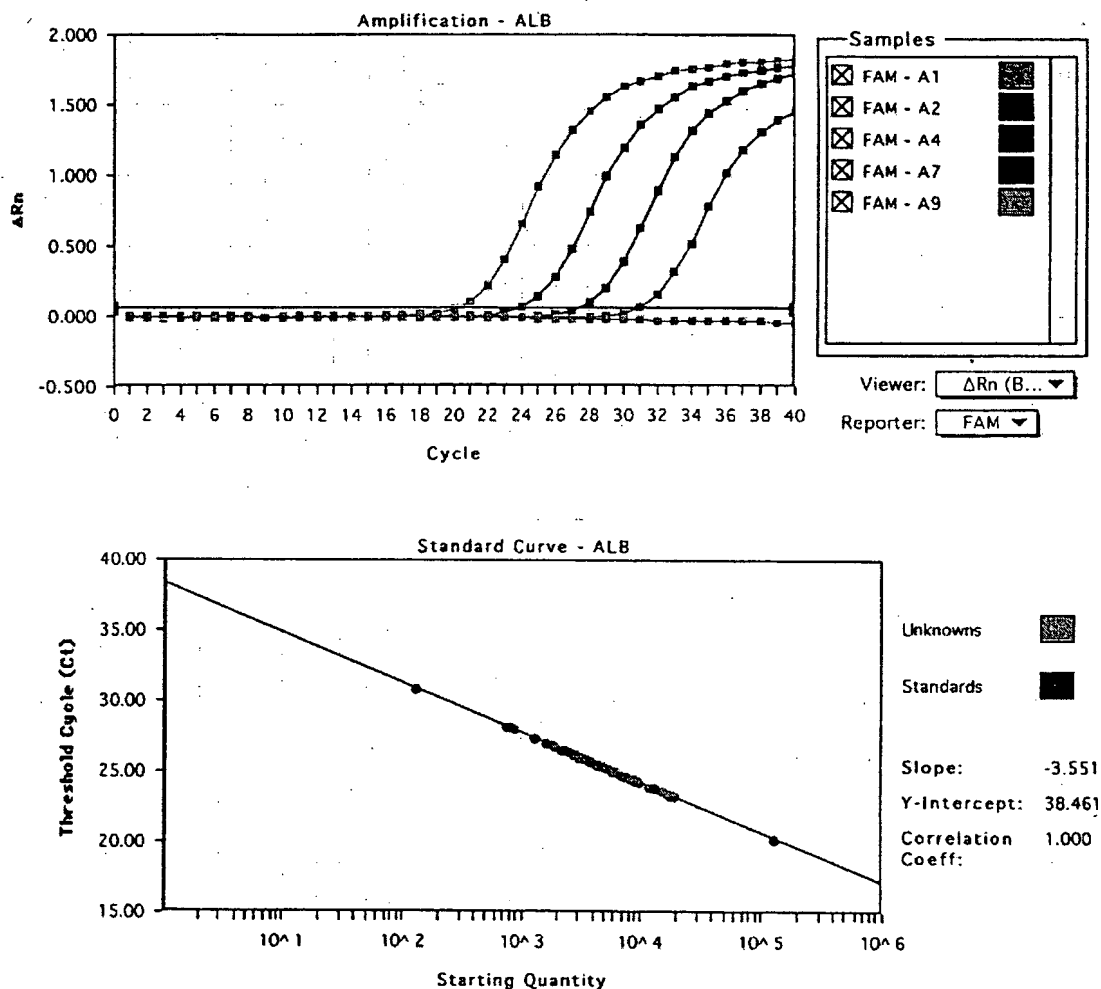 Amplification - ALB
2.000
1.500
1.000
0.500
0.000
-0.500
ΔRn
0 2 4 6 8 10 12 14 16 18 20 22 24 26 28 30 32 34 36 38 40
Cycle
Samples
FAM - A1
FAM - A2
FAM - A4
FAM - A7
FAM - A9
Viewer: ΔRn (B... ▼
Reporter: FAM ▼
Standard Curve - ALB
40.00
35.00
30.00
25.00
20.00
15.00
Threshold Cycle (Ct)
10^1 10^2 10^3 10^4 10^5 10^6
Starting Quantity
Unknowns
Standards
Slope: -3.551
Y-Intercept: 38.461
Correlation 1.000
Coeff: